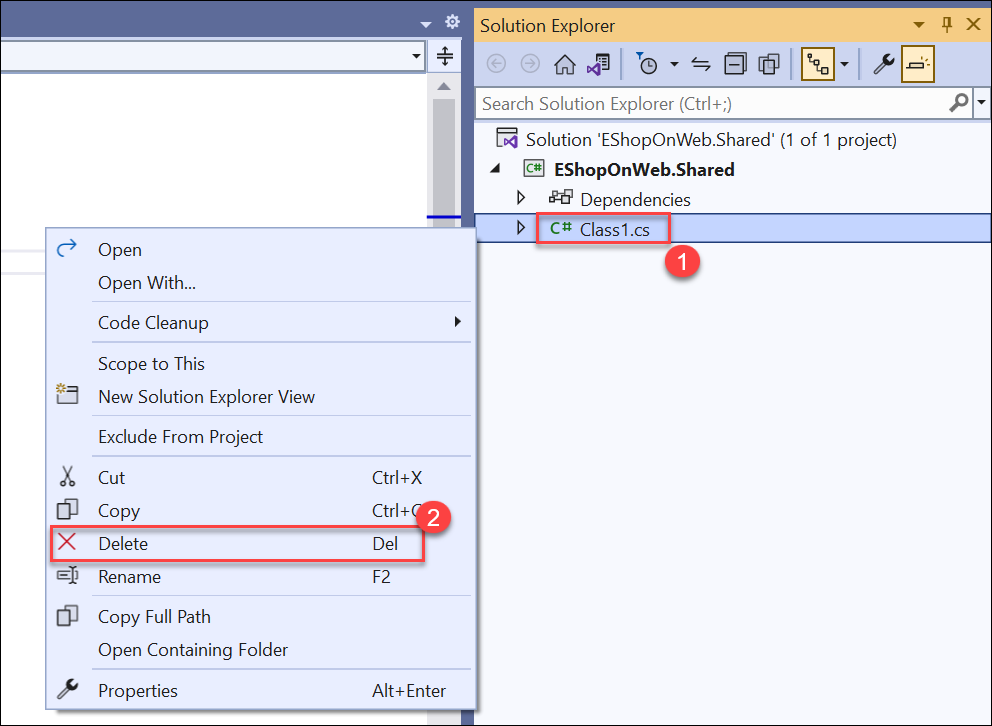 Solution Explorer
Search Solution Explorer (Ctrl+;)
Solution 'EShopOnWeb.Shared' (1 of 1 project)
C# EShopOnWeb.Shared
Dependencies
C# Class1.cs
1
Open
Open With...
Code Cleanup
Scope to This
New Solution Explorer View
Exclude From Project
Cut Ctrl+X
Copy
2
Delete Del
Rename F2
Copy Full Path
Open Containing Folder
Properties Alt+Enter